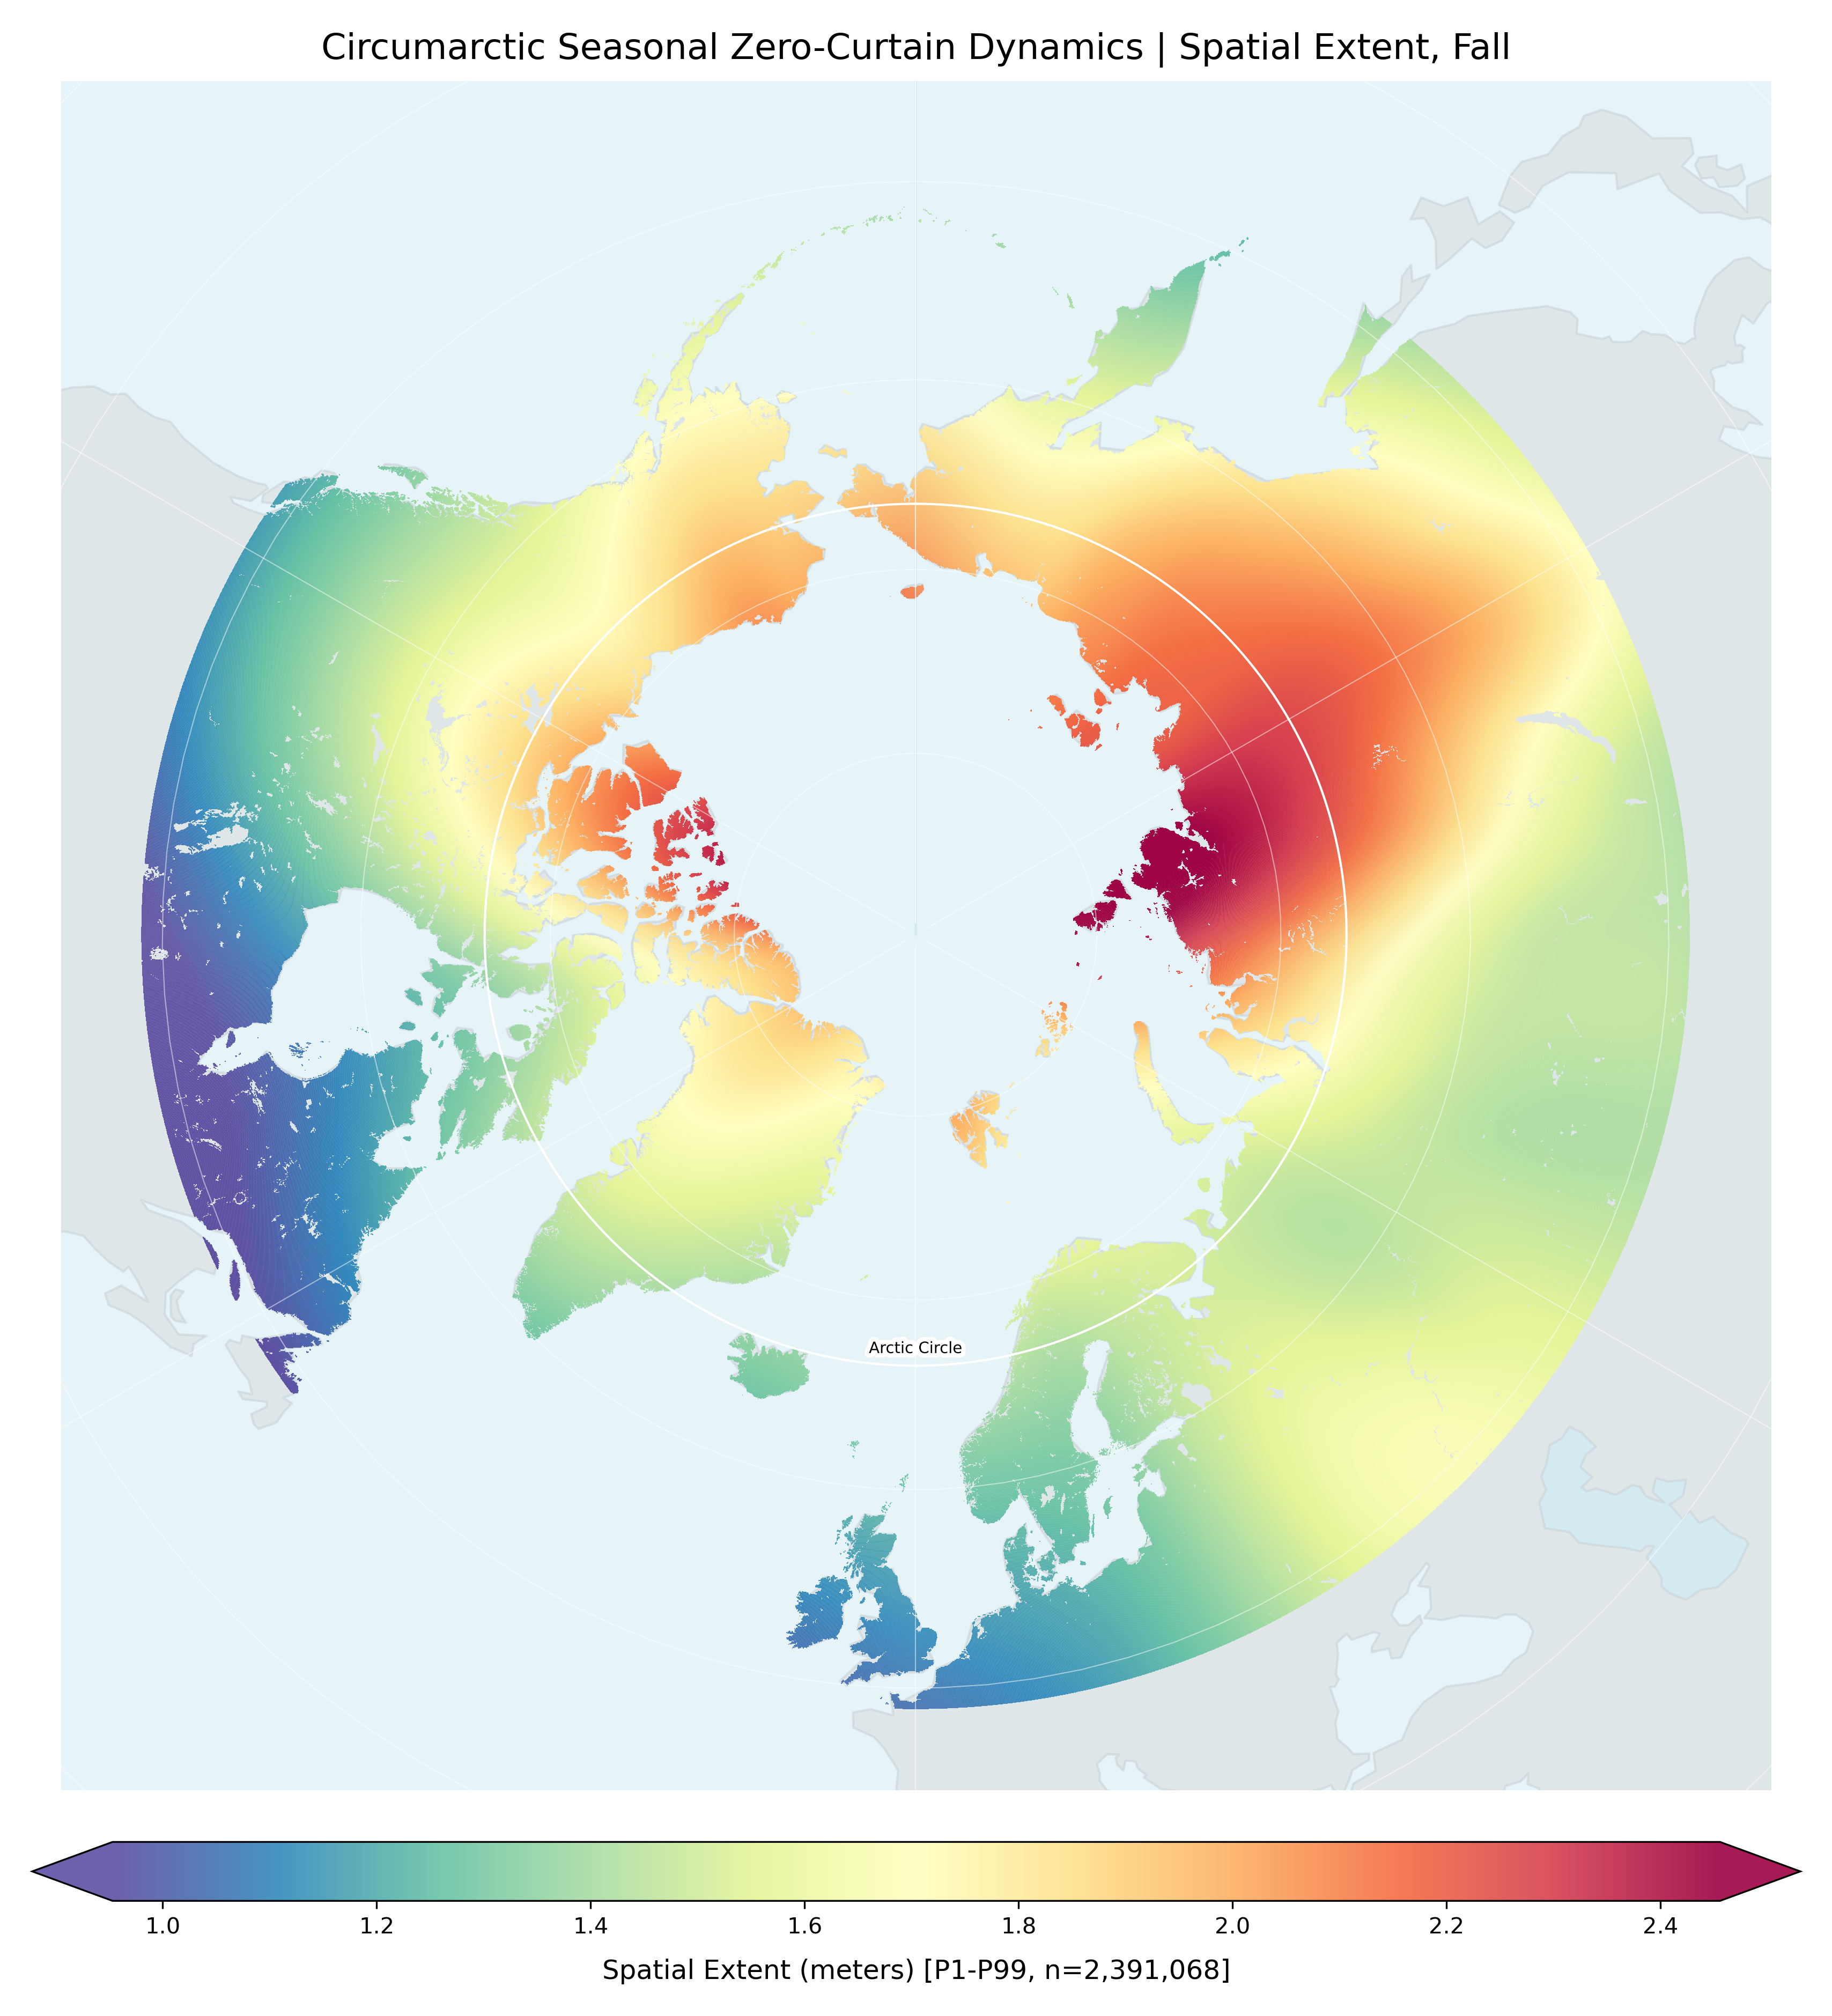 Circumarctic Seasonal Zero-Curtain Dynamics | Spatial Extent, Fall
Arctic Circle
1.0 1.2 1.4 1.6 1.8 2.0 2.2 2.4
Spatial Extent (meters) [P1-P99, n=2,391,068]